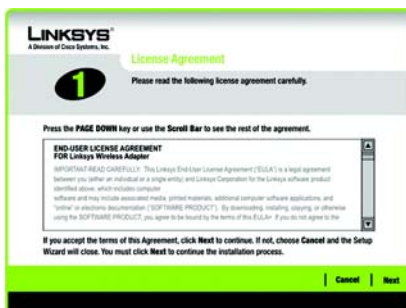 LINKSYS®
A Division of Cisco Systems, Inc.
License Agreement
1
Please read the following license agreement carefully.
Press the PAGE DOWN key or use the Scroll Bar to see the rest of the agreement.
END-USER LICENSE AGREEMENT
FOR Linksys Wireless Adapter
IMPORTANT-READ CAREFULLY: This Linksys End-User License Agreement ("EULA") is a legal agreement
between you (either an individual or a single entity) and Linksys Corporation for the Linksys software product
identified above, which includes computer
software and may include associated media, printed materials, additional computer software applications, and
"online" or electronic documentation ("SOFTWARE PRODUCT"). By downloading, installing, copying, or otherwise
using the SOFTWARE PRODUCT, you agree to be bound by the terms of this EULA. If you do not agree to the
If you accept the terms of this Agreement, click Next to continue. If not, choose Cancel and the Setup
Wizard will close. You must click Next to continue the installation process.
Cancel
Next